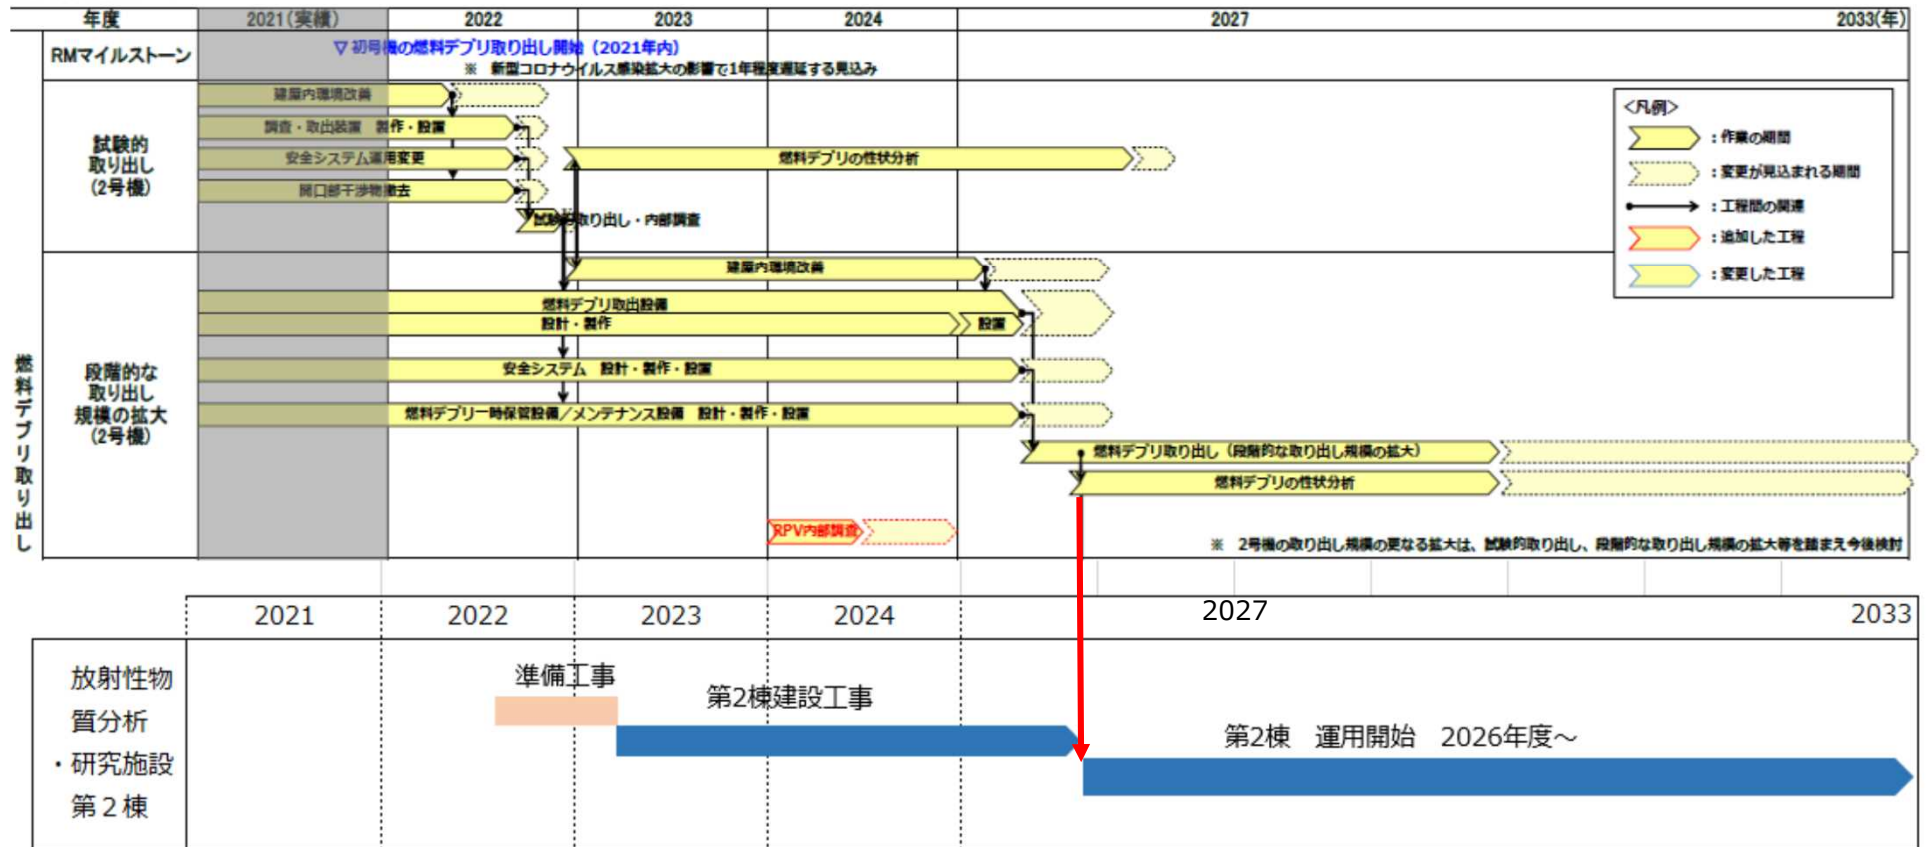 年度 2021(実績) 2022 2023 2024 2027 2033(年)
RMマイルストーン
▽ 初号機の燃料デブリ取り出し開始(2021年内)
※ 新型コロナウイルス感染拡大の影響で1年程度遅延する見込み
燃料デブリ取り出し
試験的
取り出し
(2号機)
建屋内環境改善
調査・取出装置 製作・設置
安全システム運用変更
燃料デブリの性状分析
開口部干渉物撤去
試験的取り出し・内部調査
段階的な
取り出し
規模の拡大
(2号機)
建屋内環境改善
燃料デブリ取出設備
設計・製作
設置
安全システム 設計・製作・設置
燃料デブリ一時保管設備/メンテナンス設備 設計・製作・設置
燃料デブリ取り出し(段階的な取り出し規模の拡大)
燃料デブリの性状分析
RPV内部調査
※ 2号機の取り出し規模の更なる拡大は、試験的取り出し、段階的な取り出し規模の拡大等を踏まえ今後検討
<凡例>
:作業の期間
:変更が見込まれる期間
:工程間の関連
:追加した工程
:変更した工程
2021 2022 2023 2024 2027 2033
放射性物
質分析
・研究施設
第2棟
準備工事
第2棟建設工事
第2棟 運用開始 2026年度~